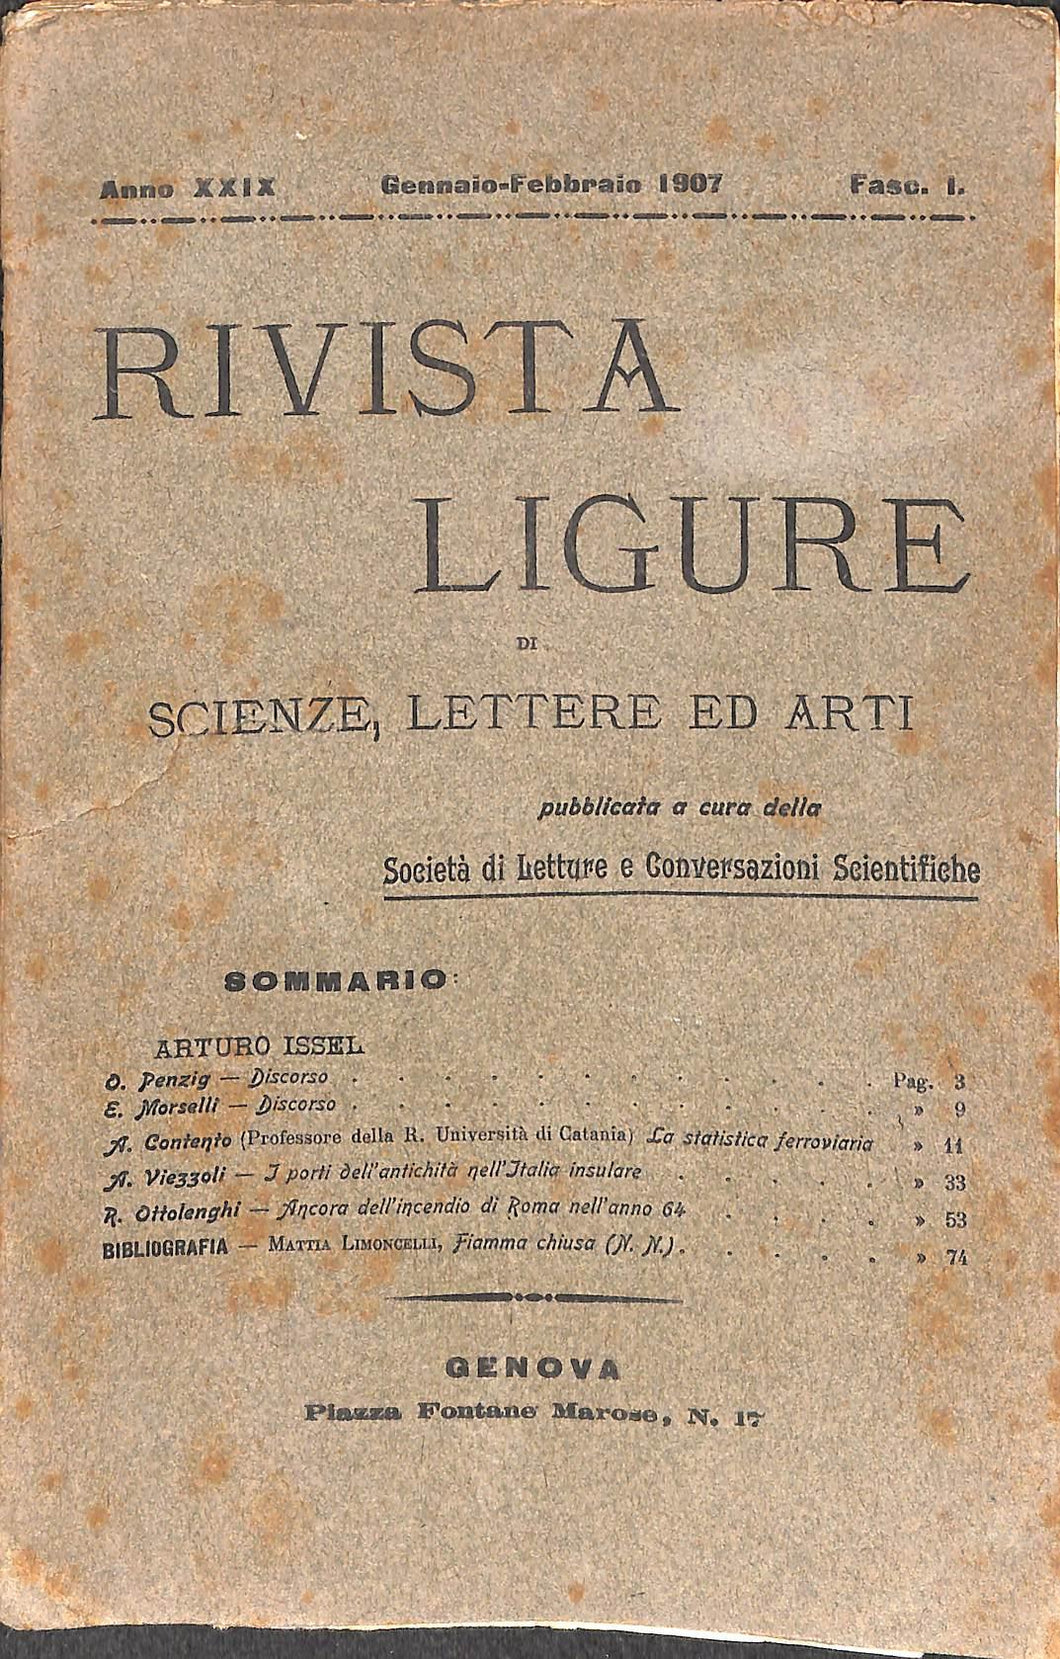 Anno XXIX Gennaio-Febbraio 1907 Fasc. I.
RIVISTA
LIGURE
DI
SCIENZE, LETTERE ED ARTI
pubblicata a cura della
Società di Letture e Conversazioni Scientifiche
SOMMARIO:
ARTURO ISSEL
O. Penzig — Discorso . . . . . . . . . . . . Pag. 3
E. Morselli — Discorso . . . . . . . . . . . . » 9
A. Contento (Professore della R. Università di Catania) La statistica ferroviaria » 11
A. Viezzoli — I porti dell'antichità nell'Italia insulare . . . . . » 33
R. Ottolenghi — Ancora dell'incendio di Roma nell'anno 64 . . . . » 53
BIBLIOGRAFIA — MATTIA LIMONCELLI, Fiamma chiusa (N. N.) . . . . . » 74
GENOVA
Piazza Fontane Marose, N. 17